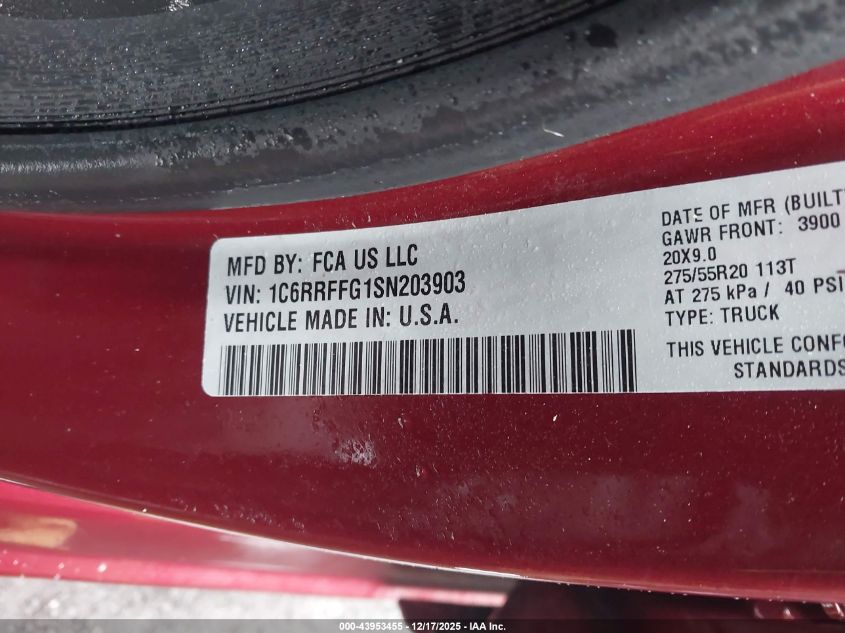 MFD BY: FCA US LLC
VIN: 1C6RRFFG1SN203903
VEHICLE MADE IN: U.S.A.
DATE OF MFR (BUILT
GAWR FRONT: 3900
20X9.0
275/55R20 113T
AT 275 kPa / 40 PSI
TYPE: TRUCK
THIS VEHICLE CONFO
STANDARDS
000-43953455 - 12/17/2025 - IAA Inc.